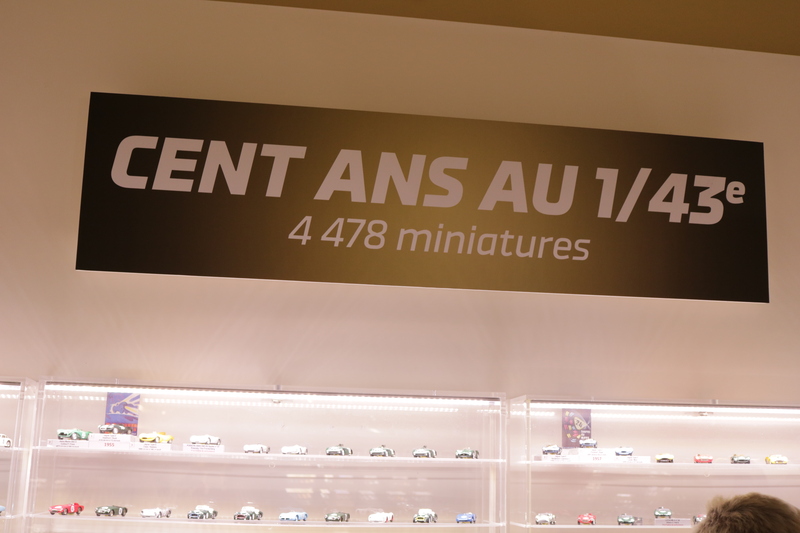 CENT ANS AU 1/43e
4 478 miniatures